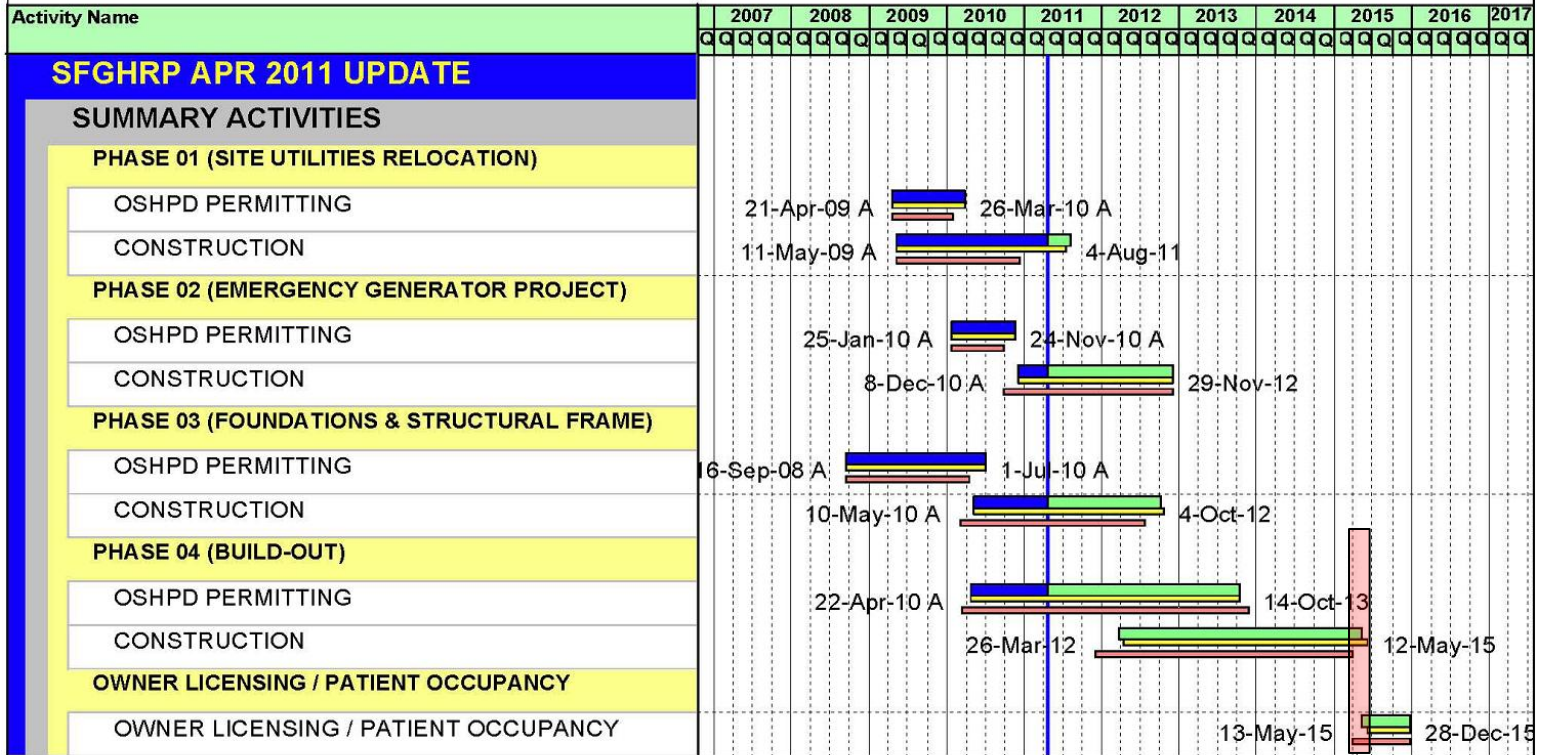 Activity Name 2007 2008 2009 2010 2011 2012 2013 2014 2015 2016 2017
Q Q Q Q Q Q Q Q Q Q Q Q Q Q Q Q Q Q Q Q Q Q Q Q Q Q Q Q Q Q Q Q Q Q Q Q Q Q Q Q Q Q Q
SFGHRP APR 2011 UPDATE
SUMMARY ACTIVITIES
PHASE 01 (SITE UTILITIES RELOCATION)
OSHPD PERMITTING 21-Apr-09 A 26-Mar-10 A
CONSTRUCTION 11-May-09 A 4-Aug-11
PHASE 02 (EMERGENCY GENERATOR PROJECT)
OSHPD PERMITTING 25-Jan-10 A 24-Nov-10 A
CONSTRUCTION 8-Dec-10 A 29-Nov-12
PHASE 03 (FOUNDATIONS & STRUCTURAL FRAME)
OSHPD PERMITTING 16-Sep-08 A 1-Jul-10 A
CONSTRUCTION 10-May-10 A 4-Oct-12
PHASE 04 (BUILD-OUT)
OSHPD PERMITTING 22-Apr-10 A 14-Oct-13
CONSTRUCTION 26-Mar-12 12-May-15
OWNER LICENSING / PATIENT OCCUPANCY
OWNER LICENSING / PATIENT OCCUPANCY 13-May-15 28-Dec-15